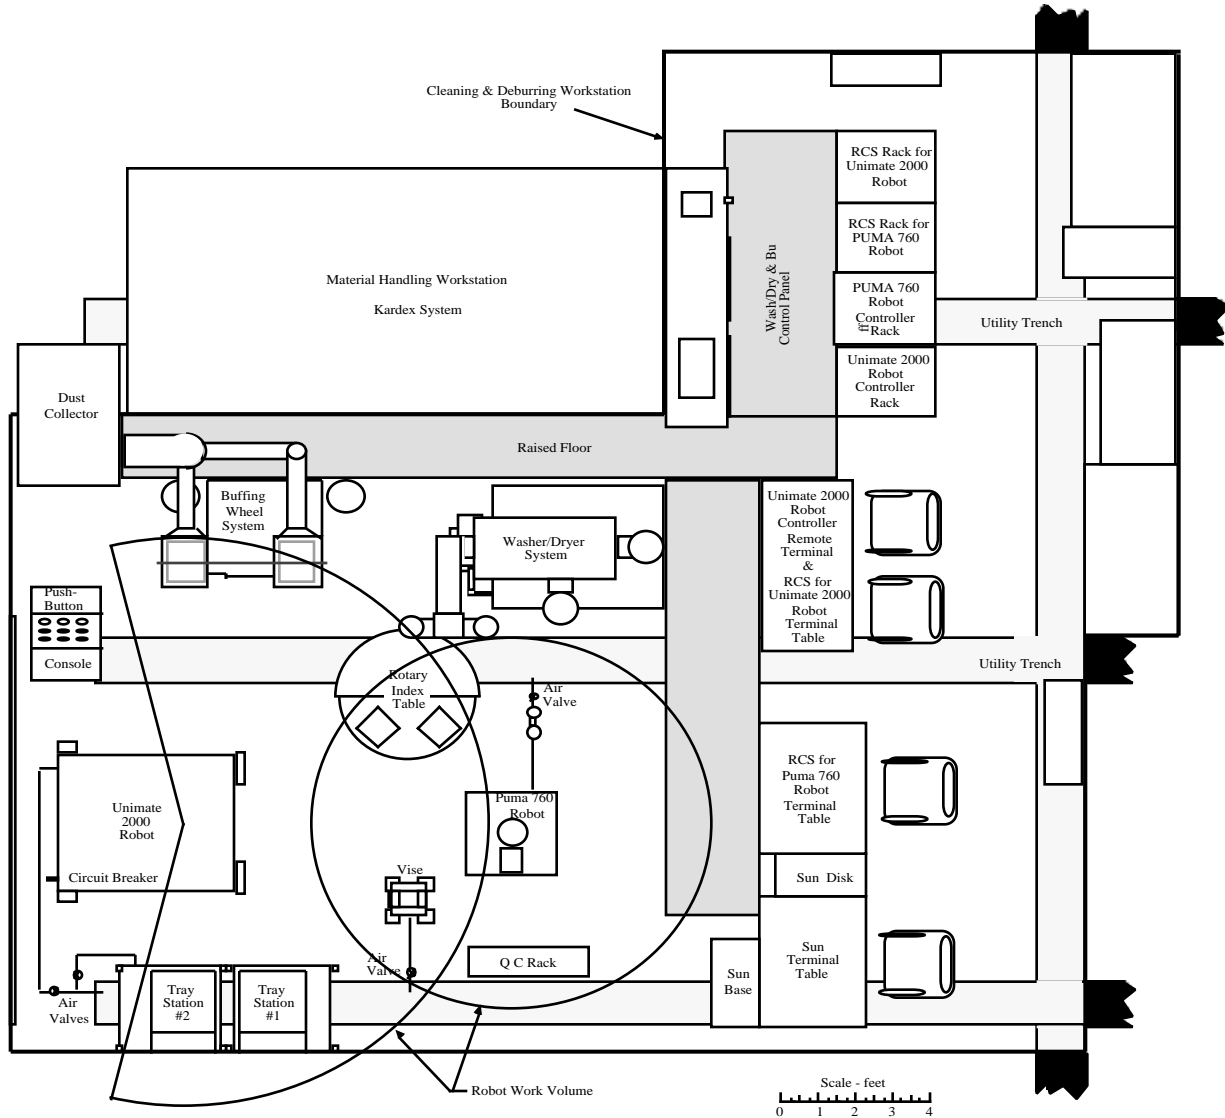 Cleaning & Deburring Workstation
Boundary
RCS Rack for
Unimate 2000
Robot
RCS Rack for
PUMA 760
Robot
Material Handling Workstation
Kardex System
Wash/Dry & Bu
Control Panel
ff
PUMA 760
Robot
Controller
Rack
Utility Trench
Unimate 2000
Robot
Controller
Rack
Dust
Collector
Raised Floor
Buffing
Wheel
System
Washer/Dryer
System
Unimate 2000
Robot
Controller
Remote
Terminal
&
RCS for
Unimate 2000
Robot
Terminal
Table
Push-
Button
Console
Utility Trench
Rotary
Index
Table
Air
Valve
RCS for
Puma 760
Robot
Terminal
Table
Unimate
2000
Robot
Puma 760
Robot
Circuit Breaker
Vise
Sun Disk
Air
Valve
Q C Rack
Sun
Base
Sun
Terminal
Table
Air
Valves
Tray
Station
#2
Tray
Station
#1
Robot Work Volume
Scale - feet
0 1 2 3 4